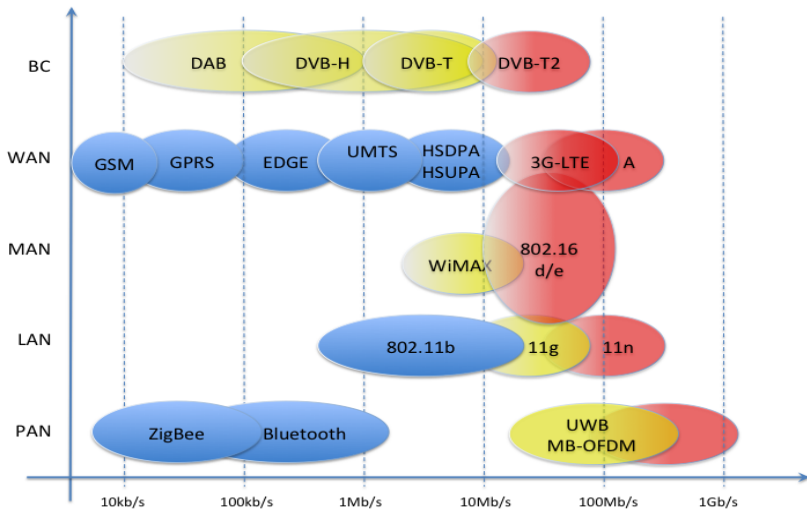 BC
DAB
DVB-H
DVB-T
DVB-T2
WAN
GSM
GPRS
EDGE
UMTS
HSDPA
HSUPA
3G-LTE
A
MAN
WiMAX
802.16
d/e
LAN
802.11b
11g
11n
PAN
ZigBee
Bluetooth
UWB
MB-OFDM
10kb/s
100kb/s
1Mb/s
10Mb/s
100Mb/s
1Gb/s